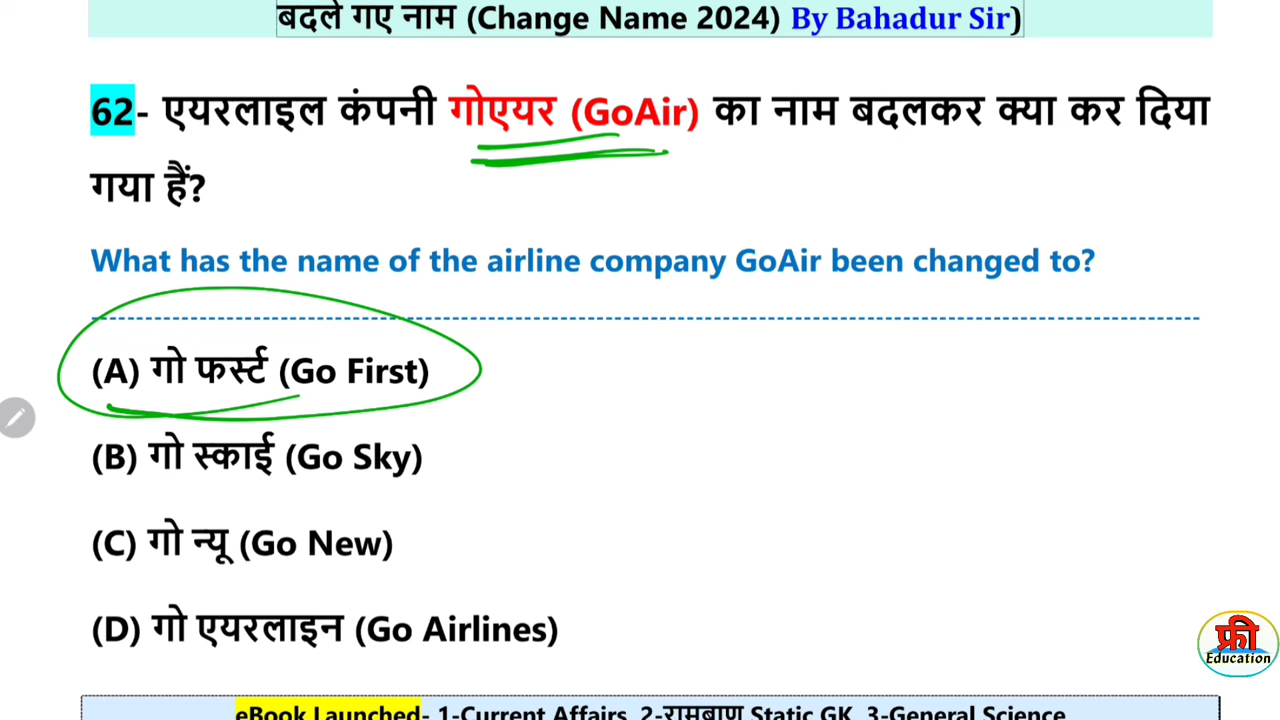 बदले गए नाम (Change Name 2024) By Bahadur Sir)
62- एयरलाइल कंपनी गोएयर (GoAir) का नाम बदलकर क्या कर दिया
गया हैं?
What has the name of the airline company GoAir been changed to?
(A) गो फर्स्ट (Go First)
(B) गो स्काई (Go Sky)
(C) गो न्यू (Go New)
(D) गो एयरलाइन (Go Airlines)
फ्री
Education
eBook Launched- 1-Current Affairs, 2-रामबाण Static GK, 3-General Science